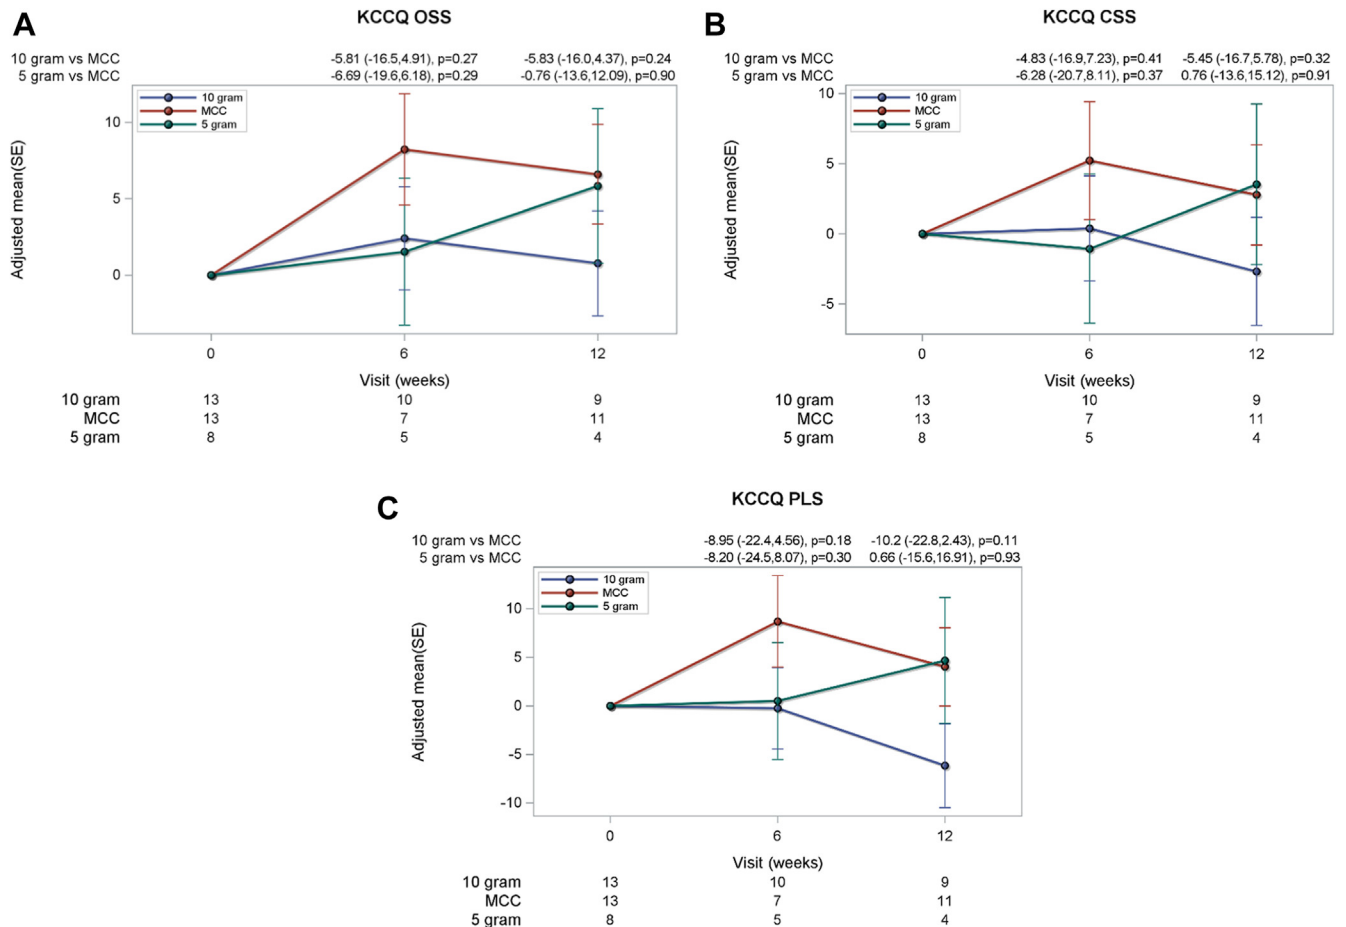 A
KCCQ OSS
10 gram vs MCC -5.81 (-16.5,4.91), p=0.27 -5.83 (-16.0,4.37), p=0.24
5 gram vs MCC -6.69 (-19.6,6.18), p=0.29 -0.76 (-13.6,12.09), p=0.90
10 gram
MCC
5 gram
Adjusted mean(SE)
10
5
0
0 6 12
Visit (weeks)
10 gram 13 10 9
MCC 13 7 11
5 gram 8 5 4
B
KCCQ CSS
10 gram vs MCC -4.83 (-16.9,7.23), p=0.41 -5.45 (-16.7,5.78), p=0.32
5 gram vs MCC -6.28 (-20.7,8.11), p=0.37 0.76 (-13.6,15.12), p=0.91
10 gram
MCC
5 gram
Adjusted mean(SE)
10
5
0
-5
0 6 12
Visit (weeks)
10 gram 13 10 9
MCC 13 7 11
5 gram 8 5 4
C
KCCQ PLS
10 gram vs MCC -8.95 (-22.4,4.56), p=0.18 -10.2 (-22.8,2.43), p=0.11
5 gram vs MCC -8.20 (-24.5,8.07), p=0.30 0.66 (-15.6,16.91), p=0.93
10 gram
MCC
5 gram
Adjusted mean(SE)
10
5
0
-5
-10
0 6 12
Visit (weeks)
10 gram 13 10 9
MCC 13 7 11
5 gram 8 5 4